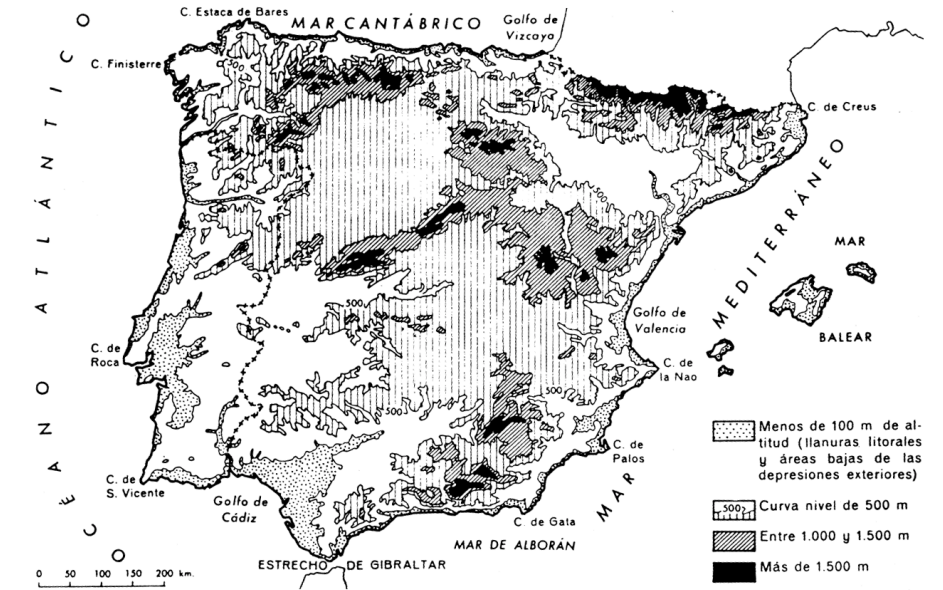 C. Estaca de Bares
MAR CANTÁBRICO
Golfo de
Vizcaya
C. Finisterre
C. de Creus
OCÉANO ATLÁNTICO
MAR MEDITERRÁNEO
MAR
BALEAR
500
Golfo de
Valencia
C. de
Roca
C. de
la Nao
500
500
C. de
Palos
C. de
S. Vicente
Golfo de
Cádiz
C. de Gata
MAR DE ALBORÁN
ESTRECHO DE GIBRALTAR
0 50 100 150 200 km.
Menos de 100 m de al-
titud (llanuras litorales
y áreas bajas de las
depresiones exteriores)
500
Curva nivel de 500 m
Entre 1.000 y 1.500 m
Más de 1.500 m